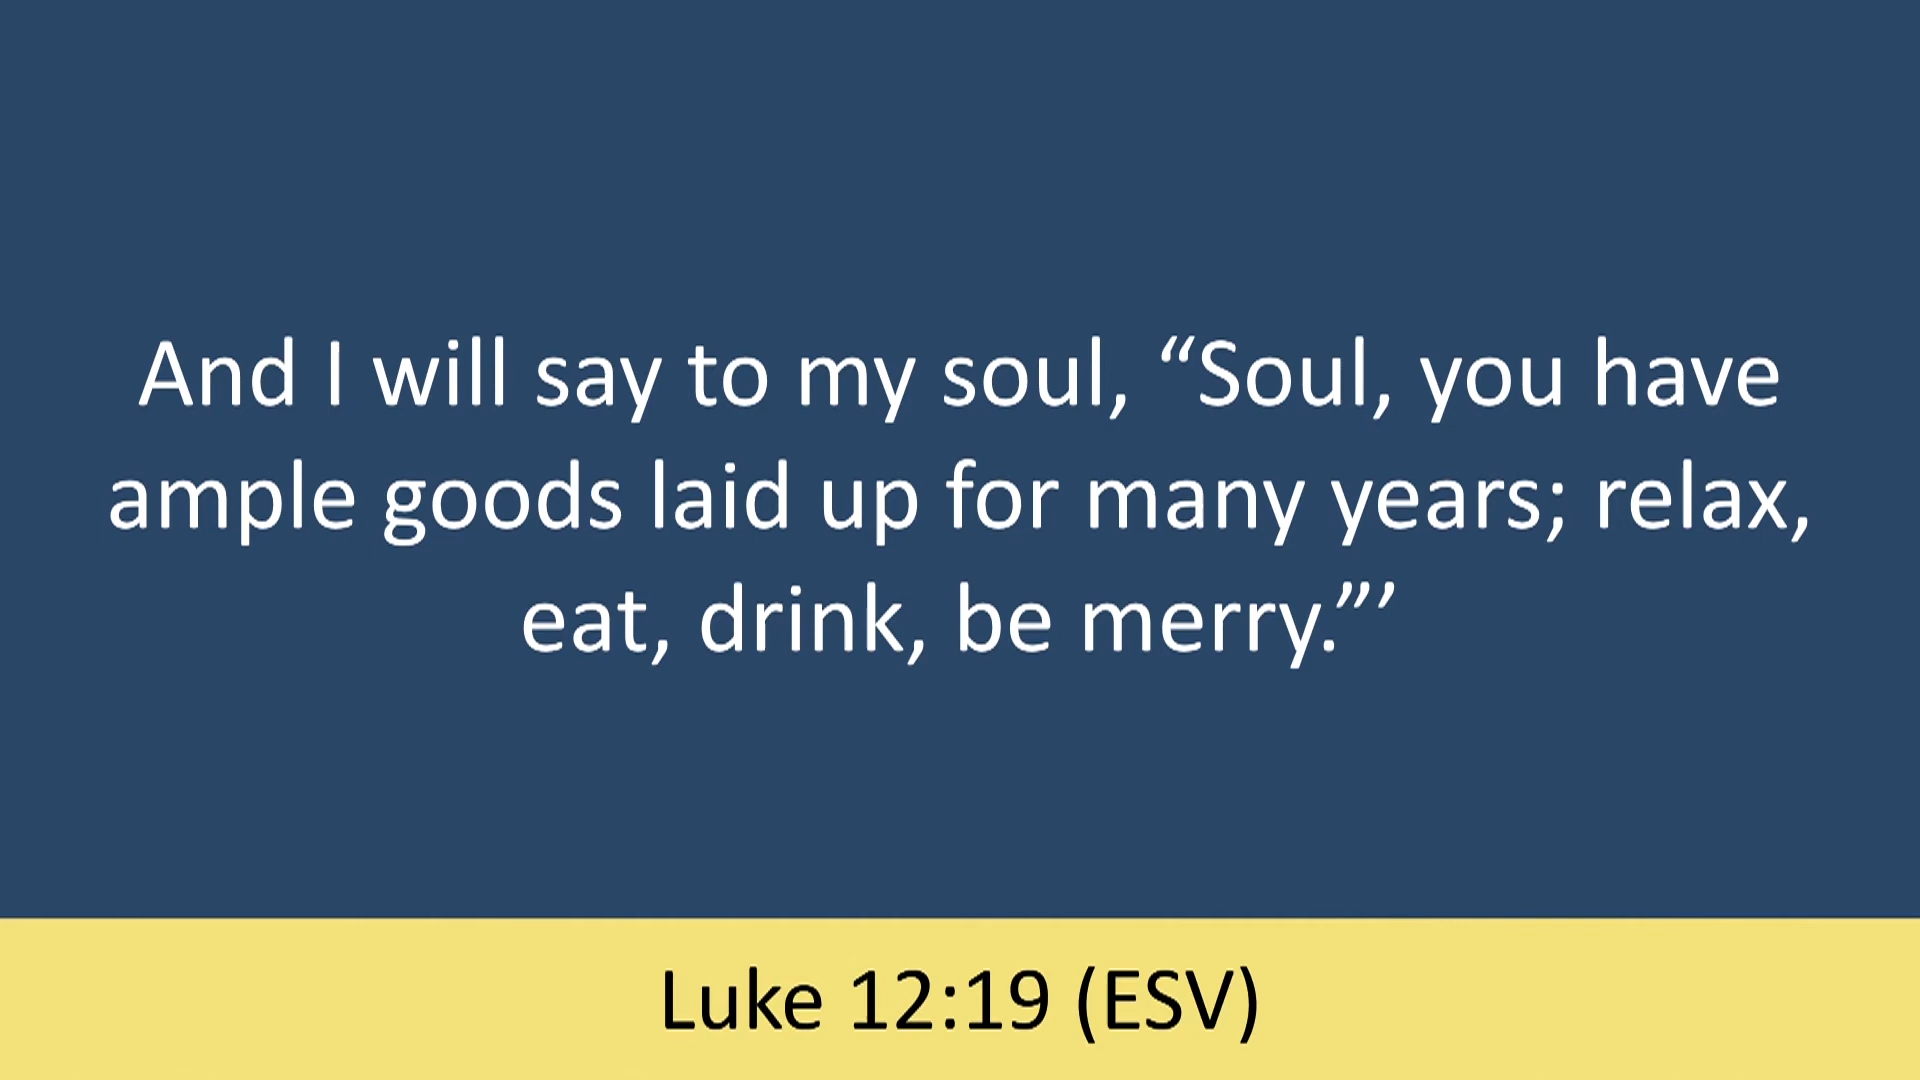 And I will say to my soul, “Soul, you have
ample goods laid up for many years; relax,
eat, drink, be merry.”’
Luke 12:19 (ESV)